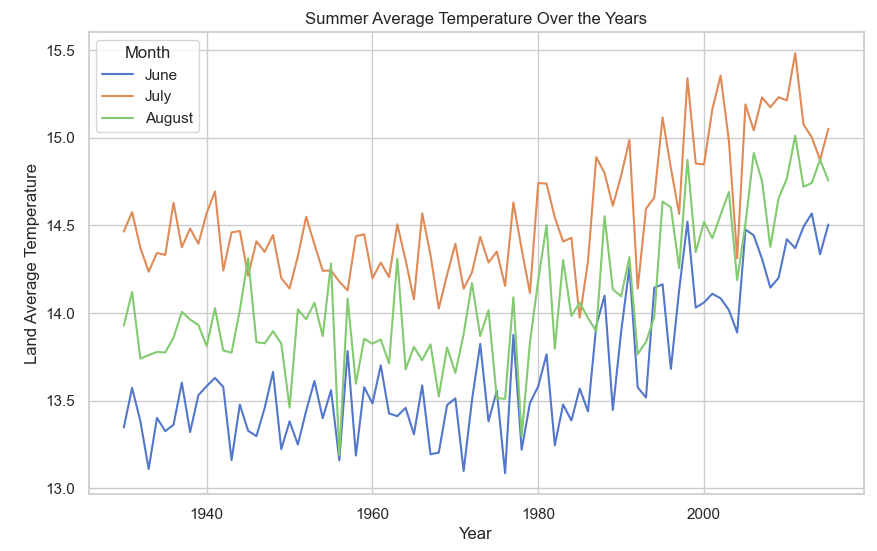 Summer Average Temperature Over the Years
Month
June
July
August
15.5
15.0
14.5
14.0
13.5
13.0
Land Average Temperature
1940
1960
1980
2000
Year